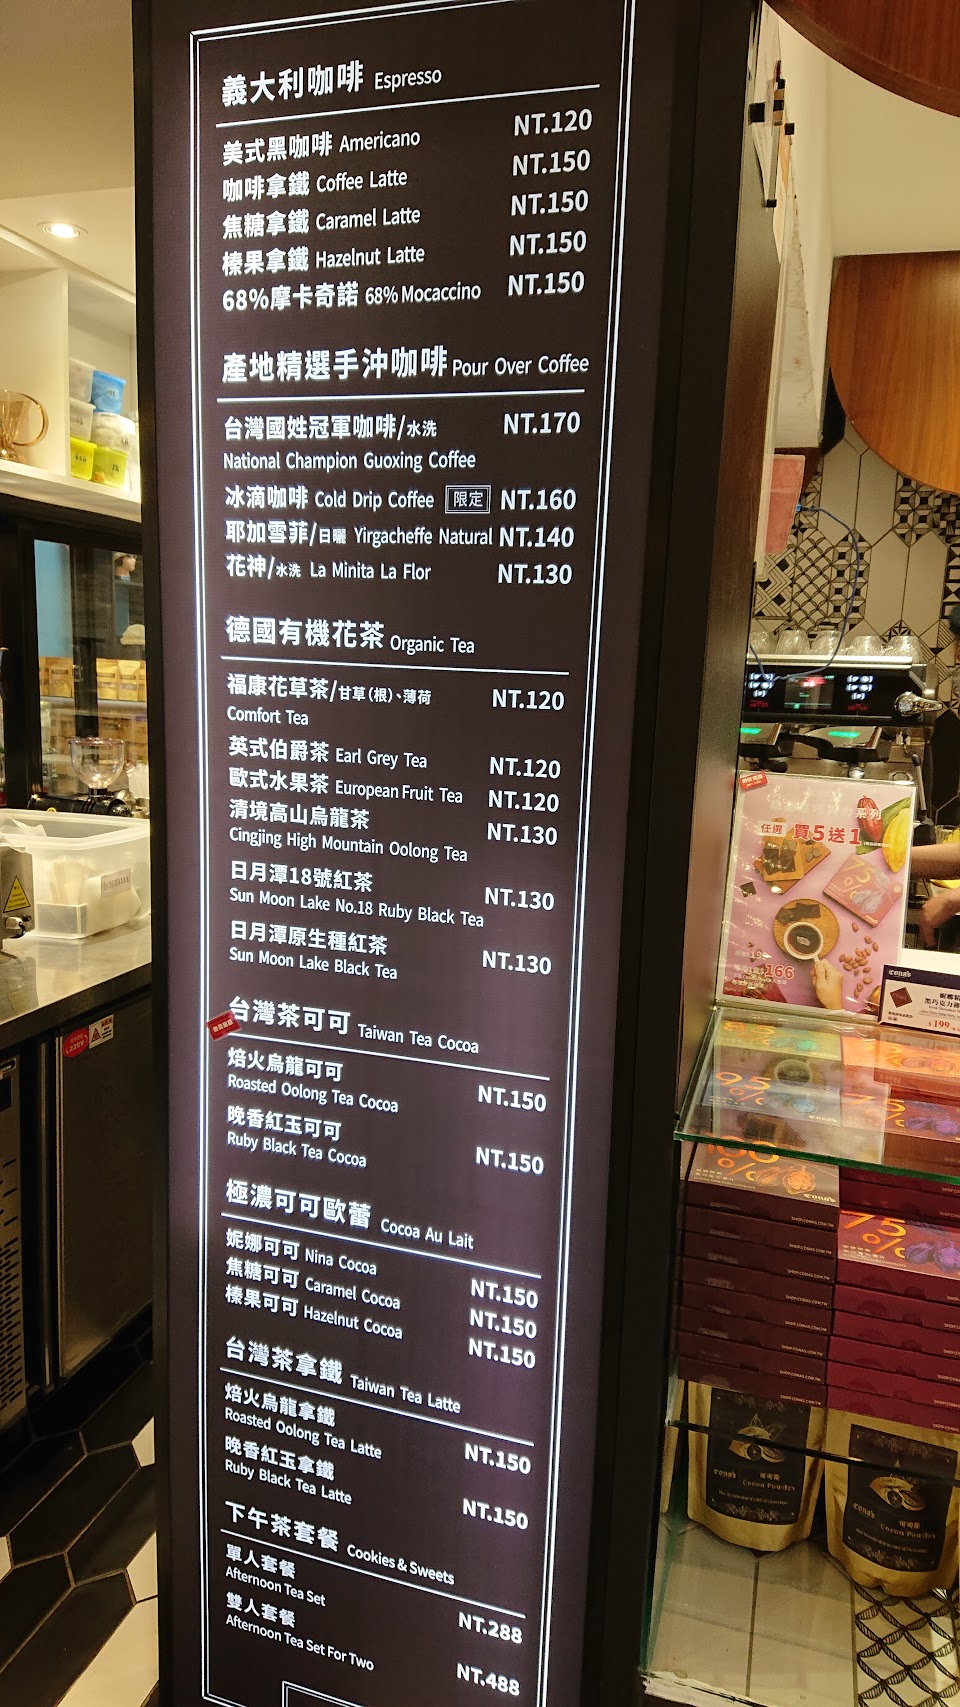 義大利咖啡 Espresso
美式黑咖啡 Americano NT.120
咖啡拿鐵 Coffee Latte NT.150
焦糖拿鐵 Caramel Latte NT.150
榛果拿鐵 Hazelnut Latte NT.150
68%摩卡奇諾 68% Mocaccino NT.150
產地精選手沖咖啡 Pour Over Coffee
台灣國姓冠軍咖啡/水洗 NT.170
National Champion Guoxing Coffee
冰滴咖啡 Cold Drip Coffee 限定 NT.160
耶加雪菲/日曬 Yirgacheffe Natural NT.140
花神/水洗 La Minita La Flor NT.130
德國有機花茶 Organic Tea
福康花草茶/甘草(根)、薄荷 NT.120
Comfort Tea
英式伯爵茶 Earl Grey Tea NT.120
歐式水果茶 European Fruit Tea NT.120
清境高山烏龍茶 NT.130
Cingjing High Mountain Oolong Tea
日月潭18號紅茶 NT.130
Sun Moon Lake No.18 Ruby Black Tea
日月潭原生種紅茶 NT.130
Sun Moon Lake Black Tea
台灣茶可可 Taiwan Tea Cocoa
焙火烏龍可可 NT.150
Roasted Oolong Tea Cocoa
晚香紅玉可可 NT.150
Ruby Black Tea Cocoa
極濃可可歐蕾 Cocoa Au Lait
妮娜可可 Nina Cocoa NT.150
焦糖可可 Caramel Cocoa NT.150
榛果可可 Hazelnut Cocoa NT.150
台灣茶拿鐵 Taiwan Tea Latte
焙火烏龍拿鐵 NT.150
Roasted Oolong Tea Latte
晚香紅玉拿鐵 NT.150
Ruby Black Tea Latte
下午茶套餐 Cookies & Sweets
單人套餐 NT.288
Afternoon Tea Set
雙人套餐 NT.488
Afternoon Tea Set For Two
系列
任選 買5送1
166
cona's
$199
cona's
75%
cona's
Cocoa Powder
cona's
Cocoa Powder
220V